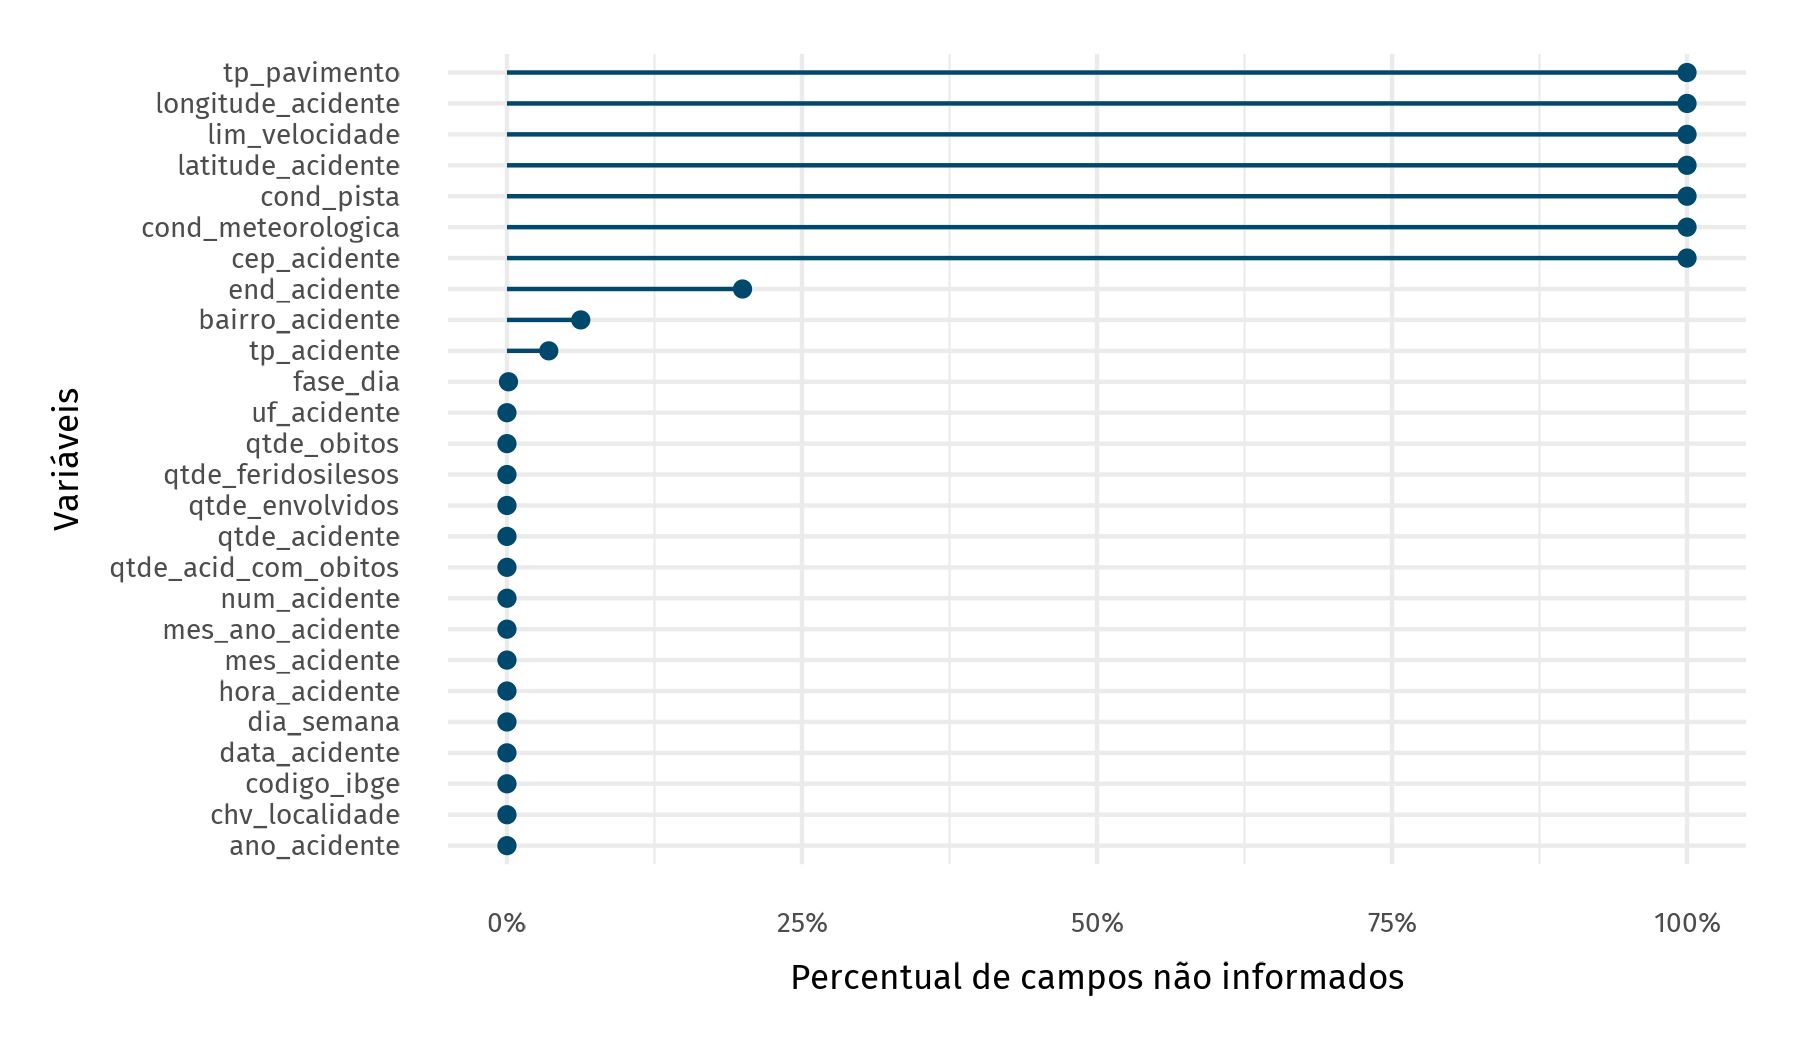 tp_pavimento
longitude_acidente
lim_velocidade
latitude_acidente
cond_pista
cond_meteorologica
cep_acidente
end_acidente
bairro_acidente
tp_acidente
fase_dia
uf_acidente
qtde_obitos
qtde_feridosilesos
qtde_envolvidos
qtde_acidente
qtde_acid_com_obitos
num_acidente
mes_ano_acidente
mes_acidente
hora_acidente
dia_semana
data_acidente
codigo_ibge
chv_localidade
ano_acidente
Variáveis
0% 25% 50% 75% 100%
Percentual de campos não informados